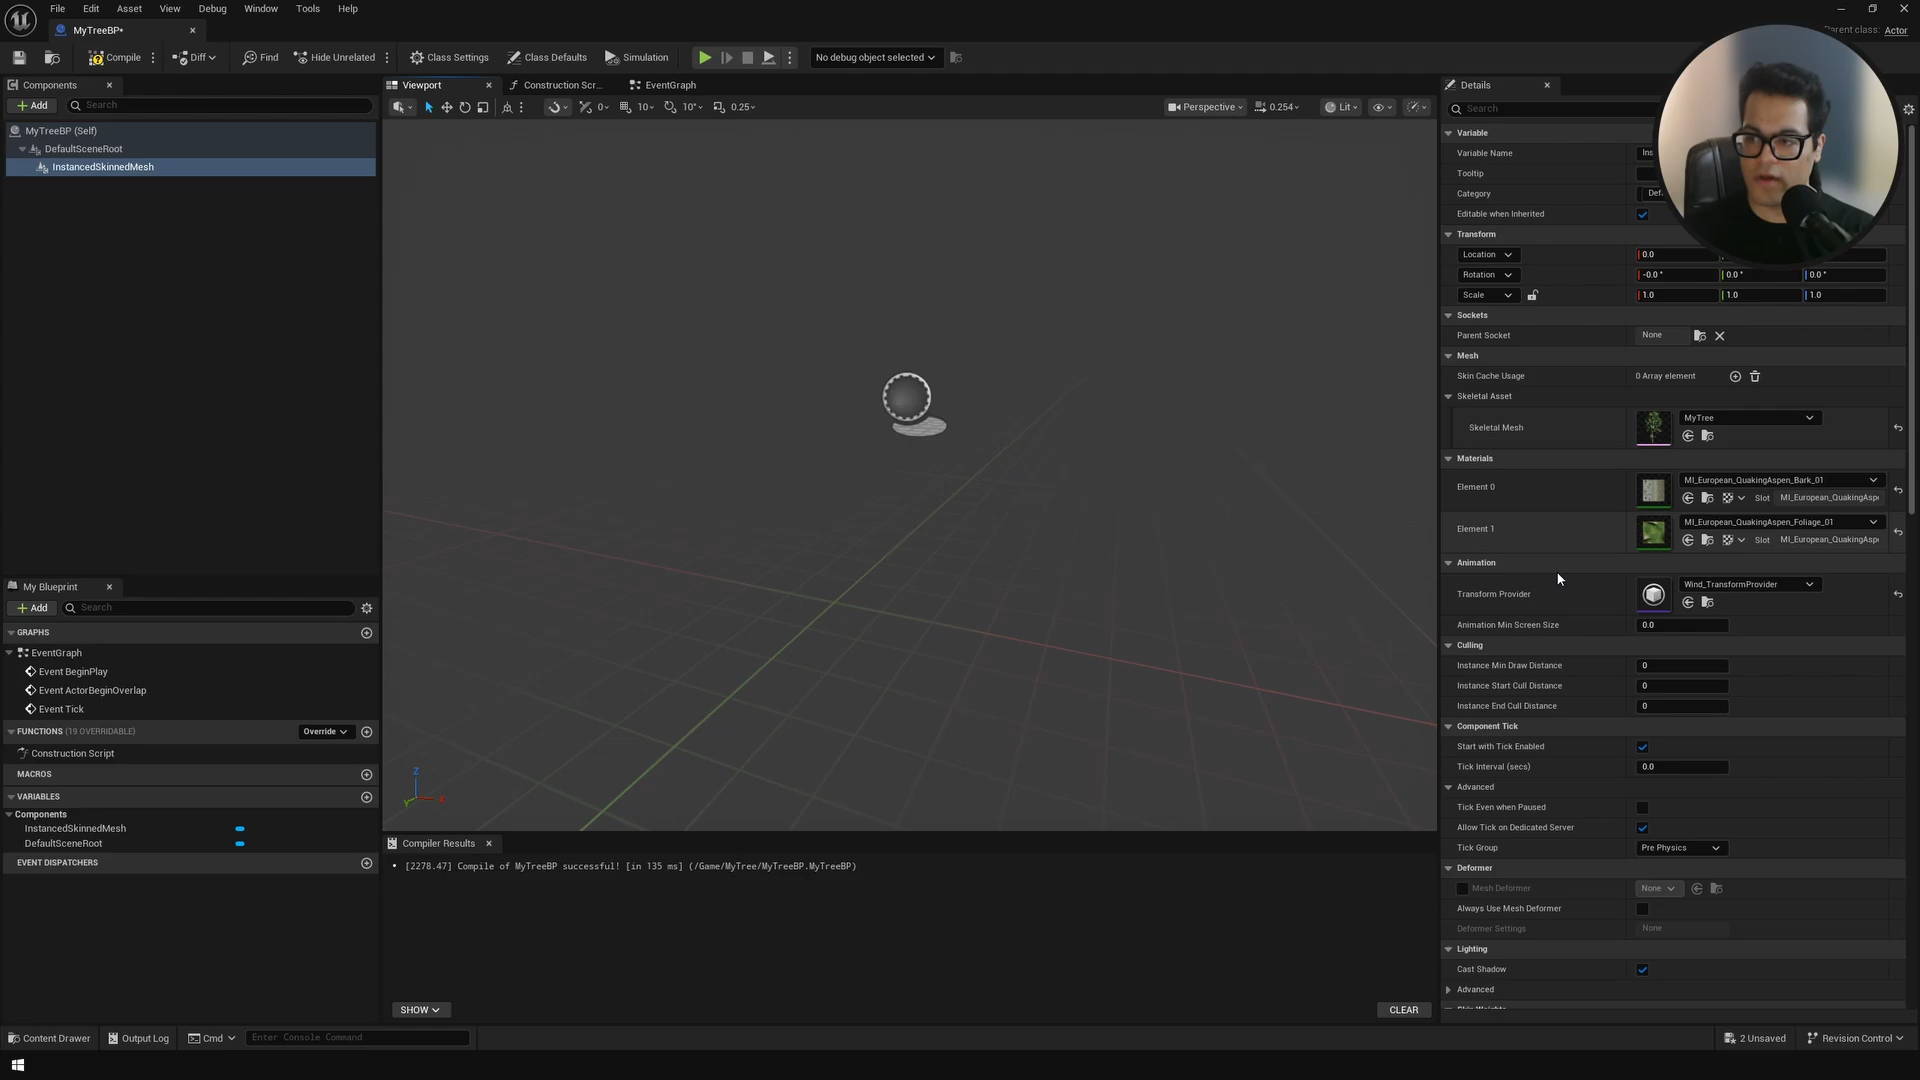 File Edit Asset View Debug Window Tools Help
MyTreeBP*
Parent class: Actor
Compile Diff Find Hide Unrelated Class Settings Class Defaults Simulation No debug object selected
Components
Add Search
MyTreeBP (Self)
DefaultSceneRoot
InstancedSkinnedMesh
My Blueprint
Add Search
GRAPHS
EventGraph
Event BeginPlay
Event ActorBeginOverlap
Event Tick
FUNCTIONS (19 OVERRIDABLE) Override
Construction Script
MACROS
VARIABLES
Components
InstancedSkinnedMesh
DefaultSceneRoot
EVENT DISPATCHERS
Viewport Construction Scr... EventGraph
0 10 10° 0.25 Perspective 0.254 Lit
Z
Y X
Compiler Results
• [2278.47] Compile of MyTreeBP successful! [in 135 ms] (/Game/MyTree/MyTreeBP.MyTreeBP)
SHOW CLEAR
Details
Search
Variable
Variable Name Ins
Tooltip
Category Def
Editable when Inherited
Transform
Location 0.0
Rotation -0.0 ° 0.0 ° 0.0 °
Scale 1.0 1.0 1.0
Sockets
Parent Socket None
Mesh
Skin Cache Usage 0 Array element
Skeletal Asset
Skeletal Mesh MyTree
Materials
Element 0 MI_European_QuakingAspen_Bark_01
Slot MI_European_QuakingAsp
Element 1 MI_European_QuakingAspen_Foliage_01
Slot MI_European_QuakingAsp
Animation
Transform Provider Wind_TransformProvider
Animation Min Screen Size 0.0
Culling
Instance Min Draw Distance 0
Instance Start Cull Distance 0
Instance End Cull Distance 0
Component Tick
Start with Tick Enabled
Tick Interval (secs) 0.0
Advanced
Tick Even when Paused
Allow Tick on Dedicated Server
Tick Group Pre Physics
Deformer
Mesh Deformer None
Always Use Mesh Deformer
Deformer Settings None
Lighting
Cast Shadow
Advanced
Content Drawer Output Log Cmd Enter Console Command 2 Unsaved Revision Control